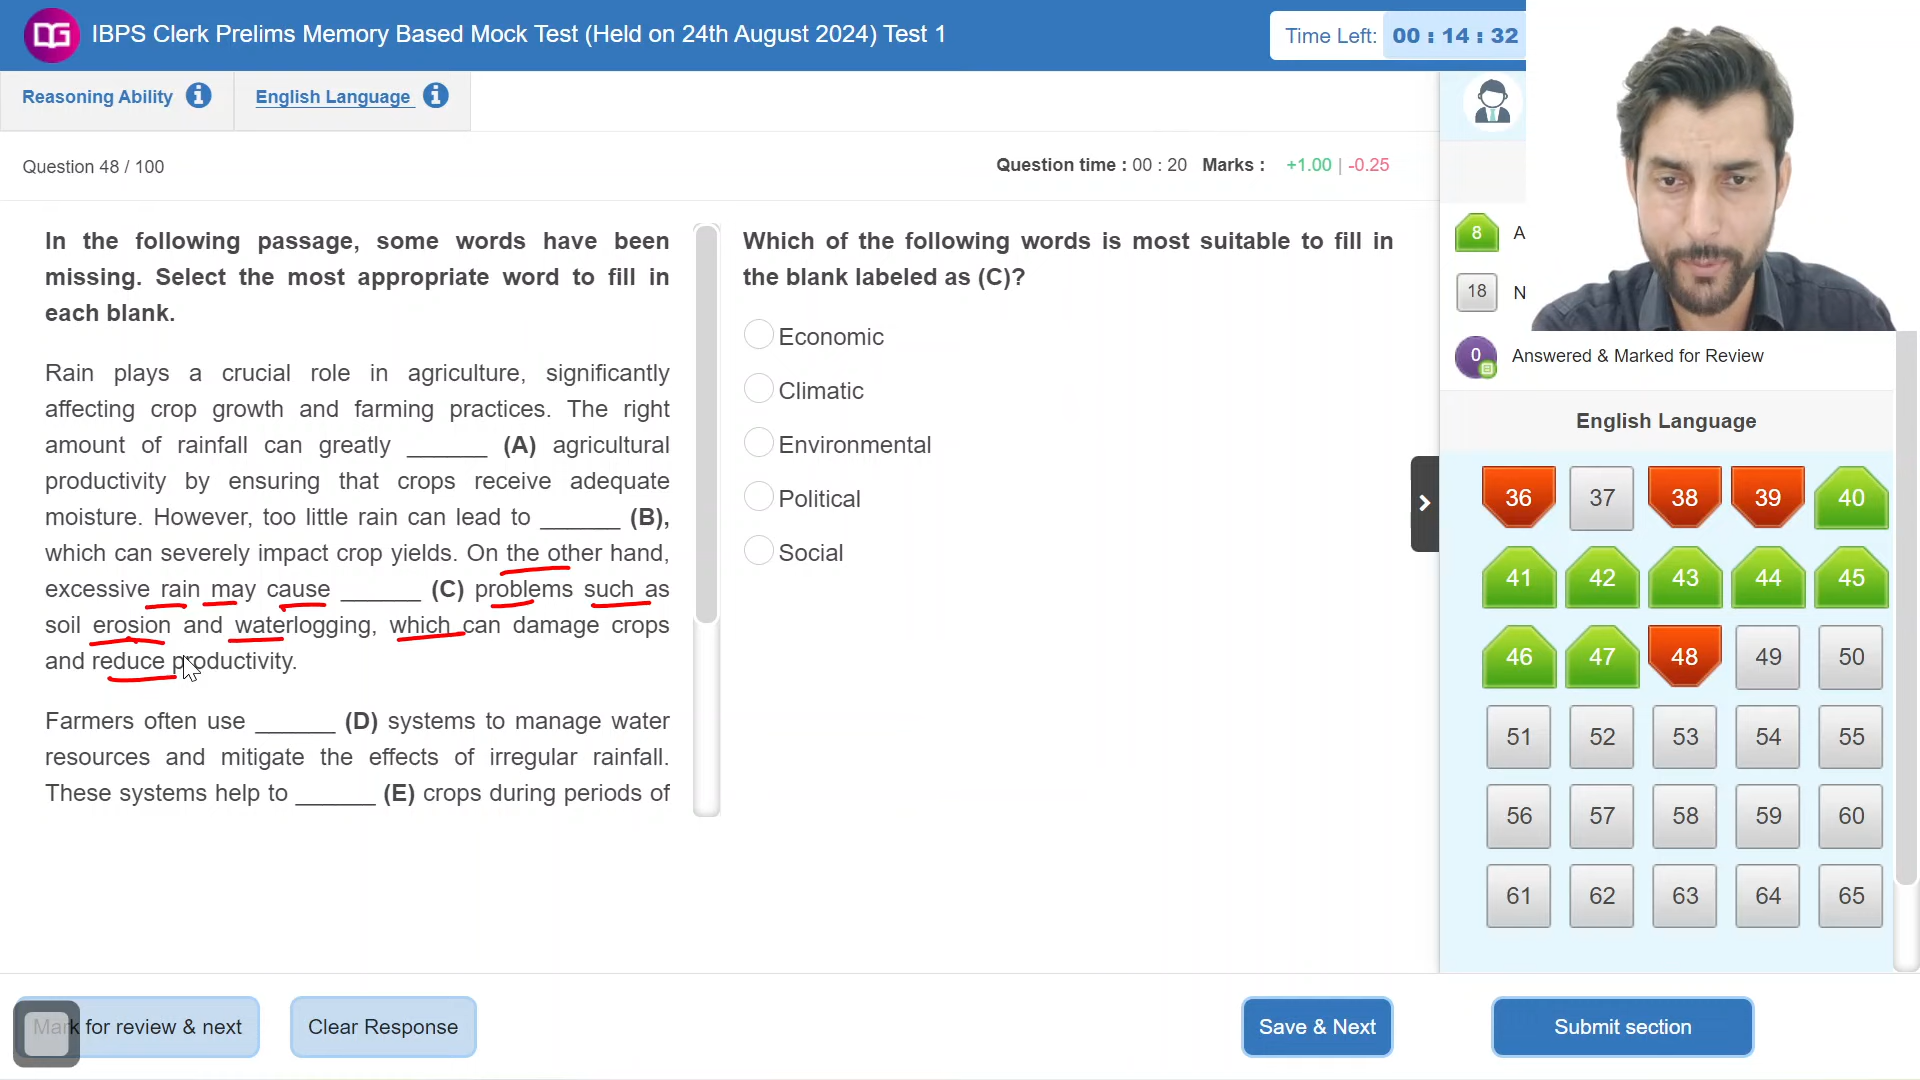 DG
IBPS Clerk Prelims Memory Based Mock Test (Held on 24th August 2024) Test 1
Time Left: 00 : 14 : 32
Reasoning Ability i
English Language i
Question 48 / 100
Question time : 00 : 20 Marks : +1.00 | -0.25
In the following passage, some words have been
missing. Select the most appropriate word to fill in
each blank.
Rain plays a crucial role in agriculture, significantly
affecting crop growth and farming practices. The right
amount of rainfall can greatly ______ (A) agricultural
productivity by ensuring that crops receive adequate
moisture. However, too little rain can lead to ______ (B),
which can severely impact crop yields. On the other hand,
excessive rain may cause ______ (C) problems such as
soil erosion and waterlogging, which can damage crops
and reduce productivity.
Farmers often use ______ (D) systems to manage water
resources and mitigate the effects of irregular rainfall.
These systems help to ______ (E) crops during periods of
Which of the following words is most suitable to fill in
the blank labeled as (C)?
Economic
Climatic
Environmental
Political
Social
8 A
18 N
0 Answered & Marked for Review
English Language
36 37 38 39 40
41 42 43 44 45
46 47 48 49 50
51 52 53 54 55
56 57 58 59 60
61 62 63 64 65
Mark for review & next
Clear Response
Save & Next
Submit section